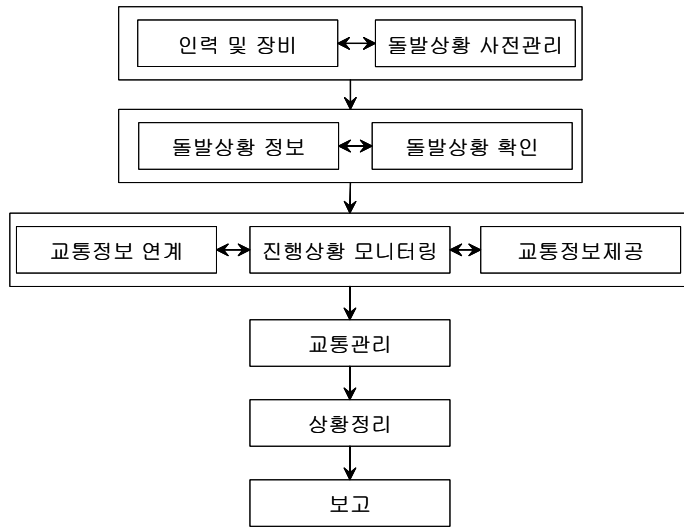 인력 및 장비
돌발상황 사전관리
돌발상황 정보
돌발상황 확인
교통정보 연계
진행상황 모니터링
교통정보제공
교통관리
상황정리
보고